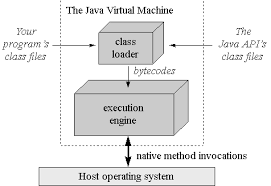 The Java Virtual Machine
Your
program's
class files
class
loader
The
Java API's
class files
bytecodes
execution
engine
native method invocations
Host operating system